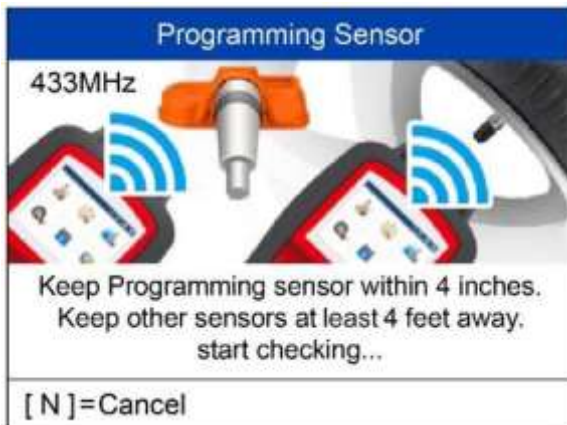 Programming Sensor
433MHz
Keep Programming sensor within 4 inches.
Keep other sensors at least 4 feet away.
start checking...
[ N ]=Cancel